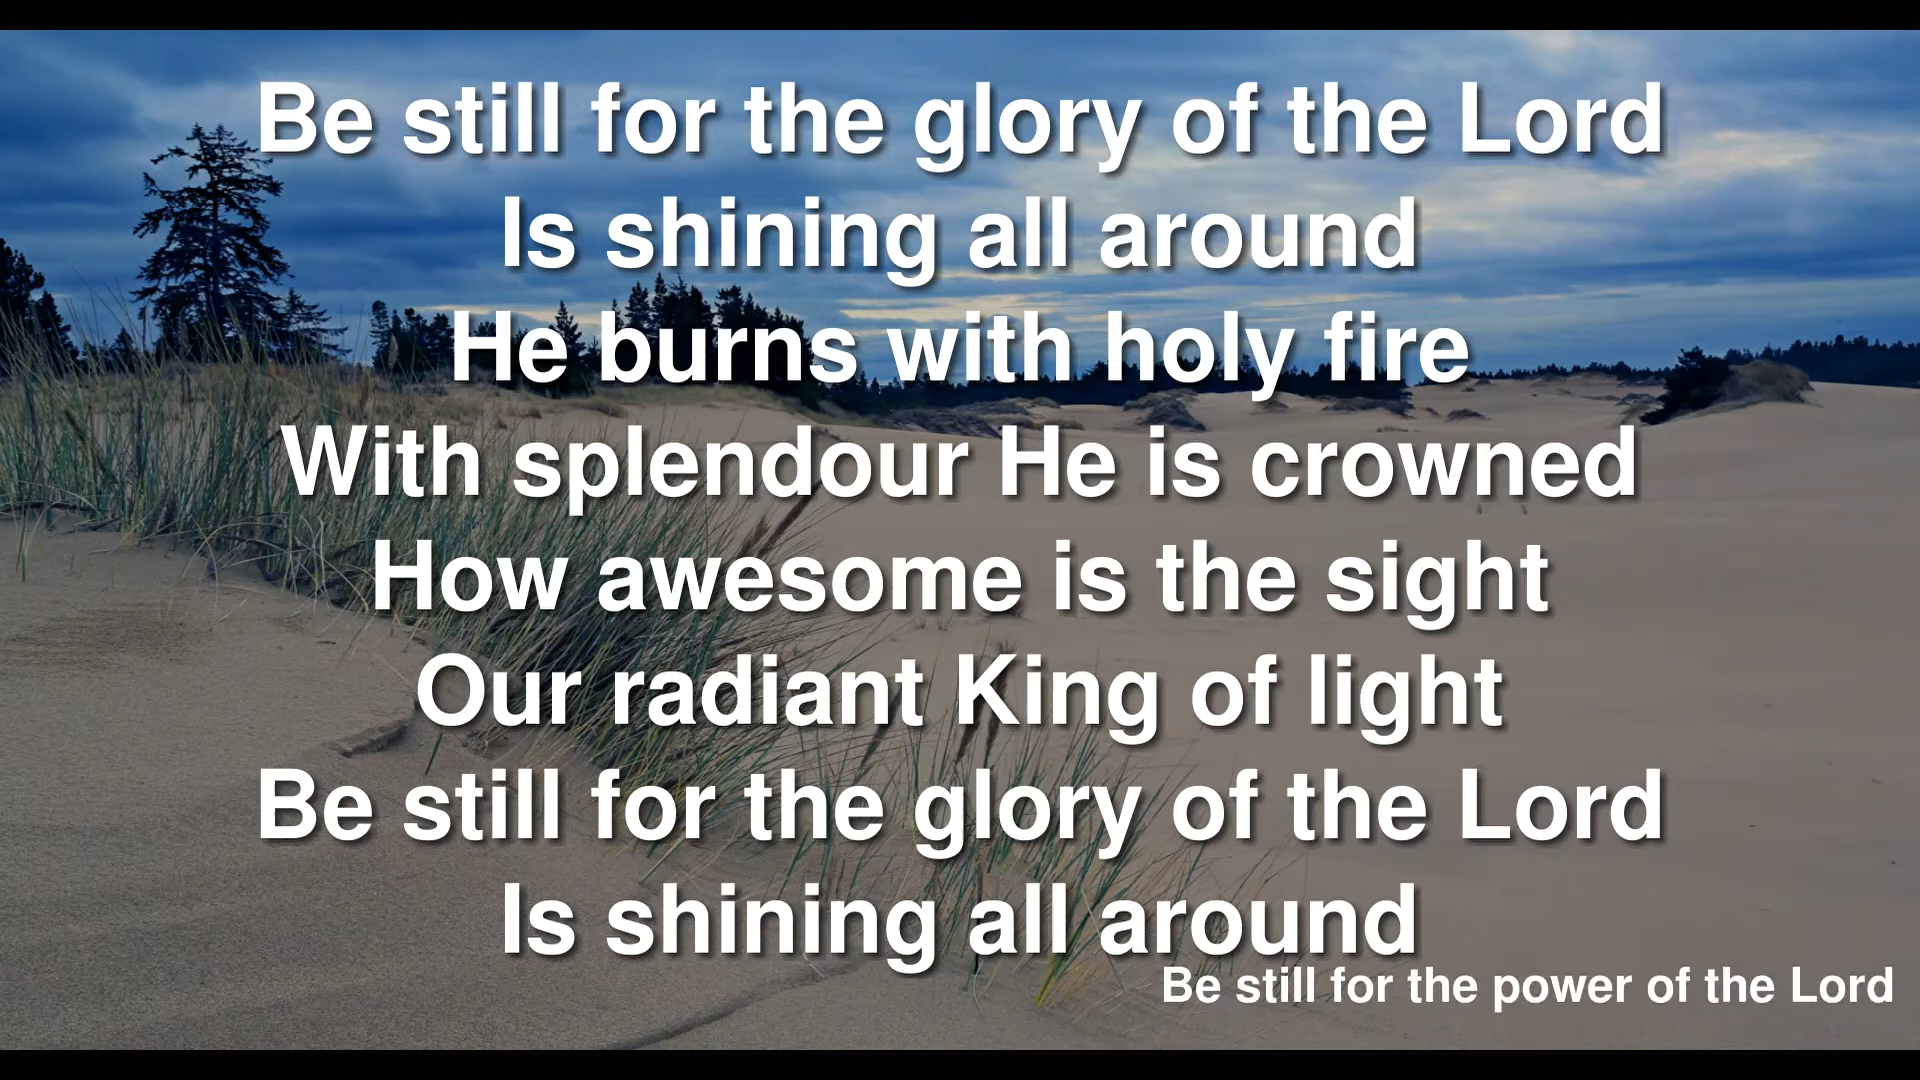 Be still for the glory of the Lord
Is shining all around
He burns with holy fire
With splendour He is crowned
How awesome is the sight
Our radiant King of light
Be still for the glory of the Lord
Is shining all around
Be still for the power of the Lord